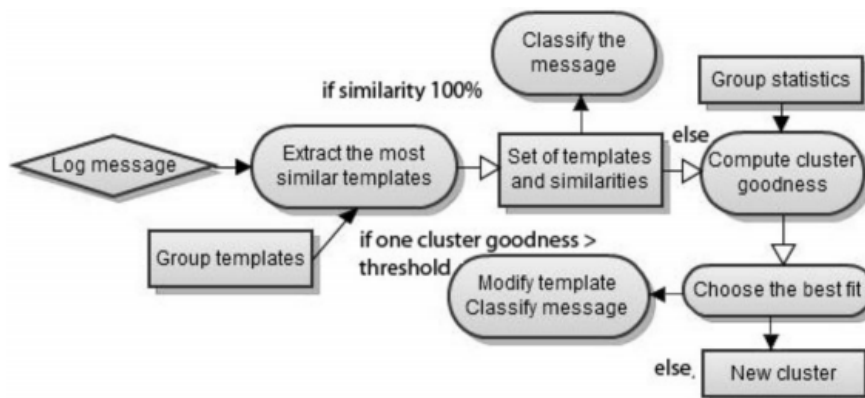 Classify the
message
if similarity 100%
Group statistics
Log message
Extract the most
similar templates
Set of templates
and similarities
else
Compute cluster
goodness
Group templates
if one cluster goodness >
threshold
Modify template
Classify message
Choose the best fit
else.
New cluster